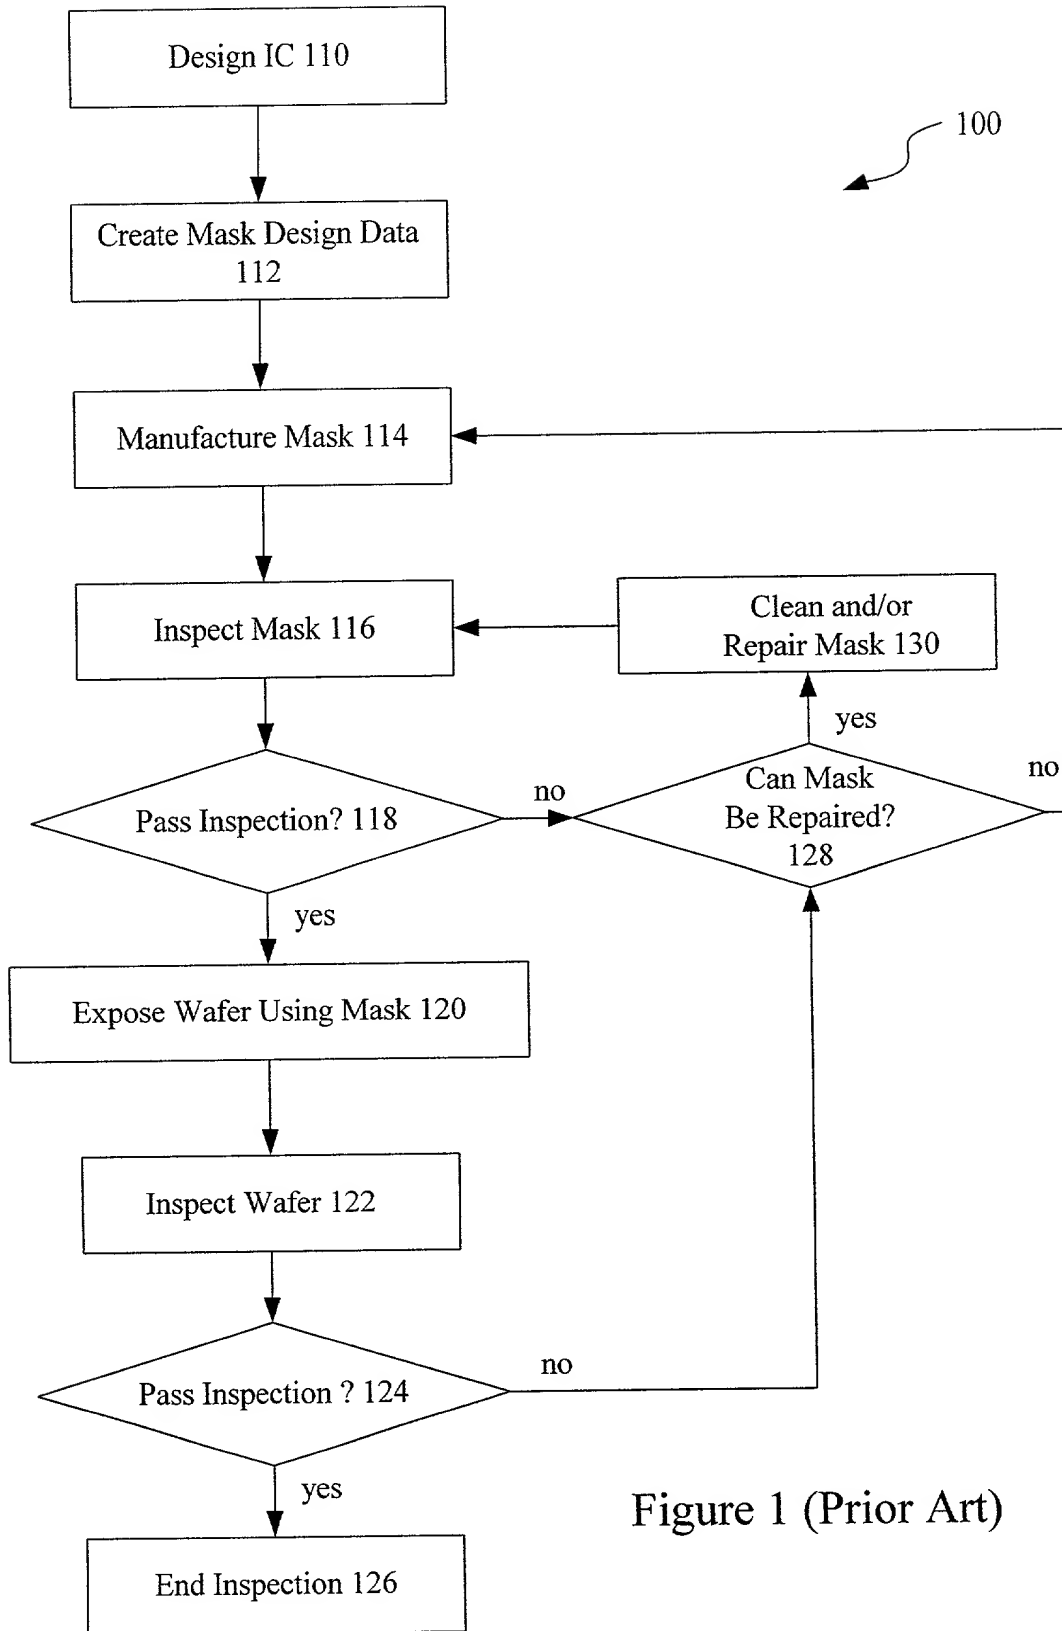 Design IC 110
100
Create Mask Design Data
112
Manufacture Mask 114
Inspect Mask 116
Clean and/or
Repair Mask 130
yes
Pass Inspection? 118
no
Can Mask
Be Repaired?
128
no
yes
Expose Wafer Using Mask 120
Inspect Wafer 122
Pass Inspection ? 124
no
yes
End Inspection 126
Figure 1 (Prior Art)